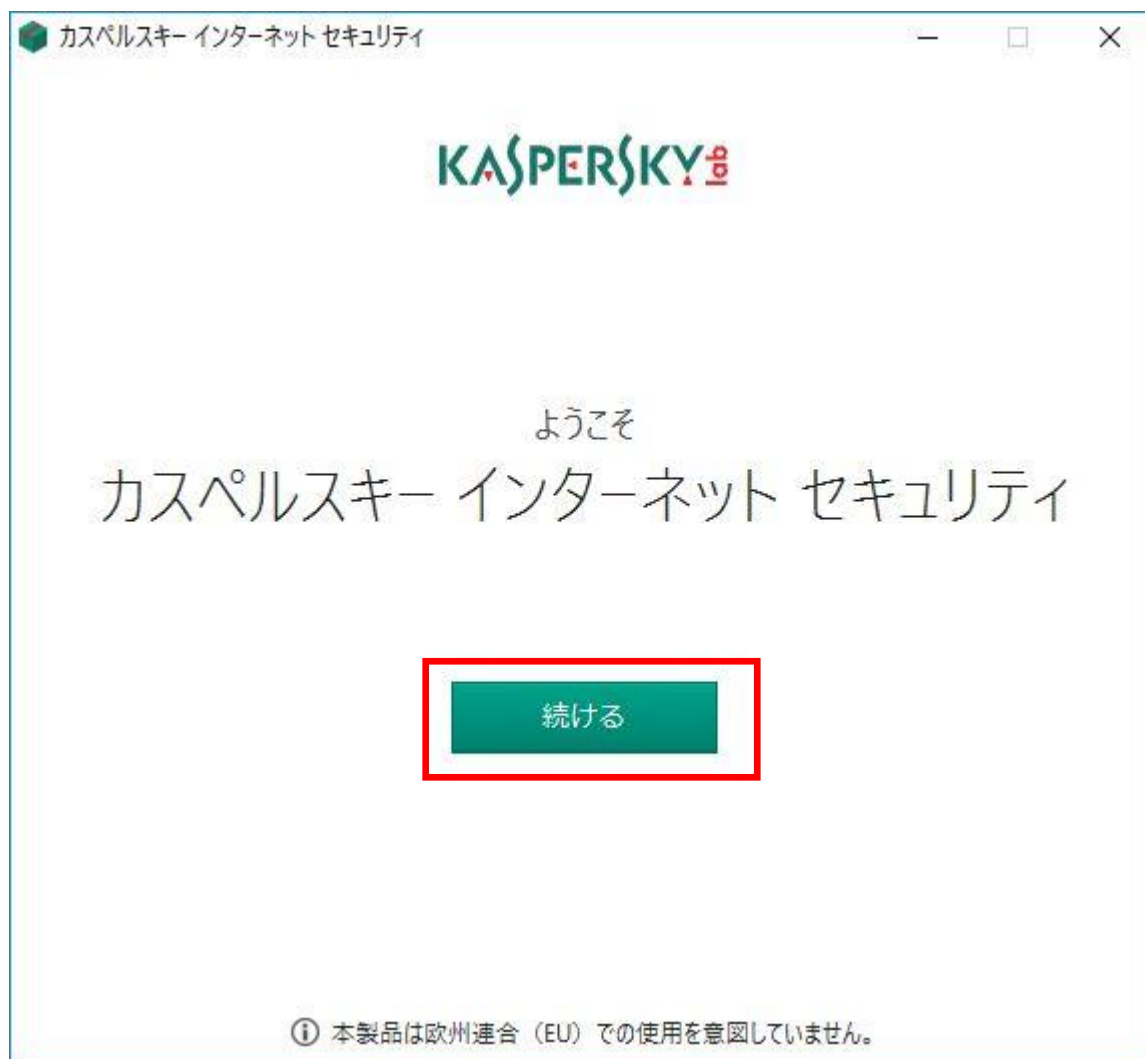 カスペルスキー インターネット セキュリティ
KASPERSKY lab
ようこそ
カスペルスキー インターネット セキュリティ
続ける
本製品は欧州連合（EU）での使用を意図していません。